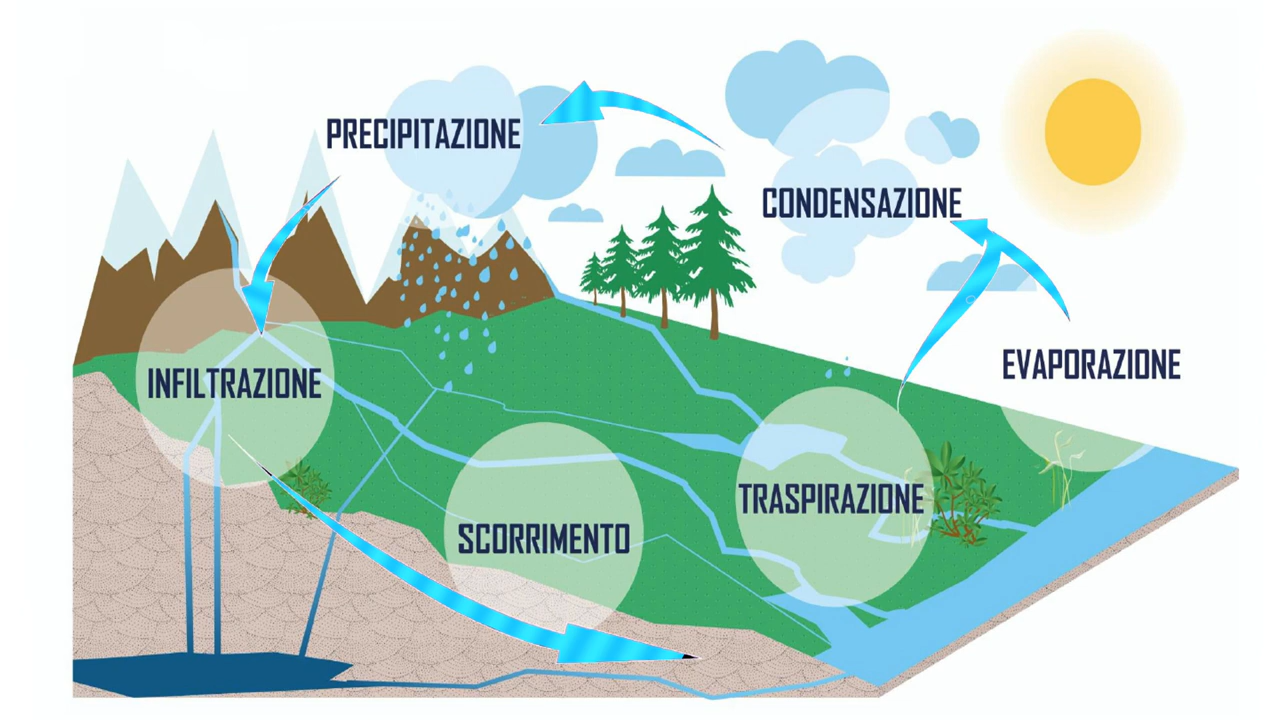 PRECIPITAZIONE
CONDENSAZIONE
EVAPORAZIONE
INFILTRAZIONE
TRASPIRAZIONE
SCORRIMENTO